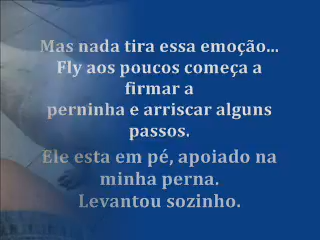 Mas nada tira essa emoção...
Fly aos poucos começa a
firmar a
perninha e arriscar alguns
passos.
Ele esta em pé, apoiado na
minha perna.
Levantou sozinho.